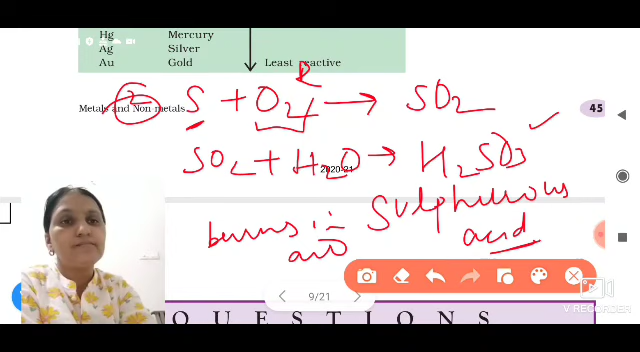 Hg Mercury
Ag Silver
Au Gold Least reactive
Metals and Non metals 45
2 S + O2 → SO2
SO2 + H2O → H2SO3
2020-21
burns in Sulphurous
air acid
9/21
QUESTIONS
V RECORDER